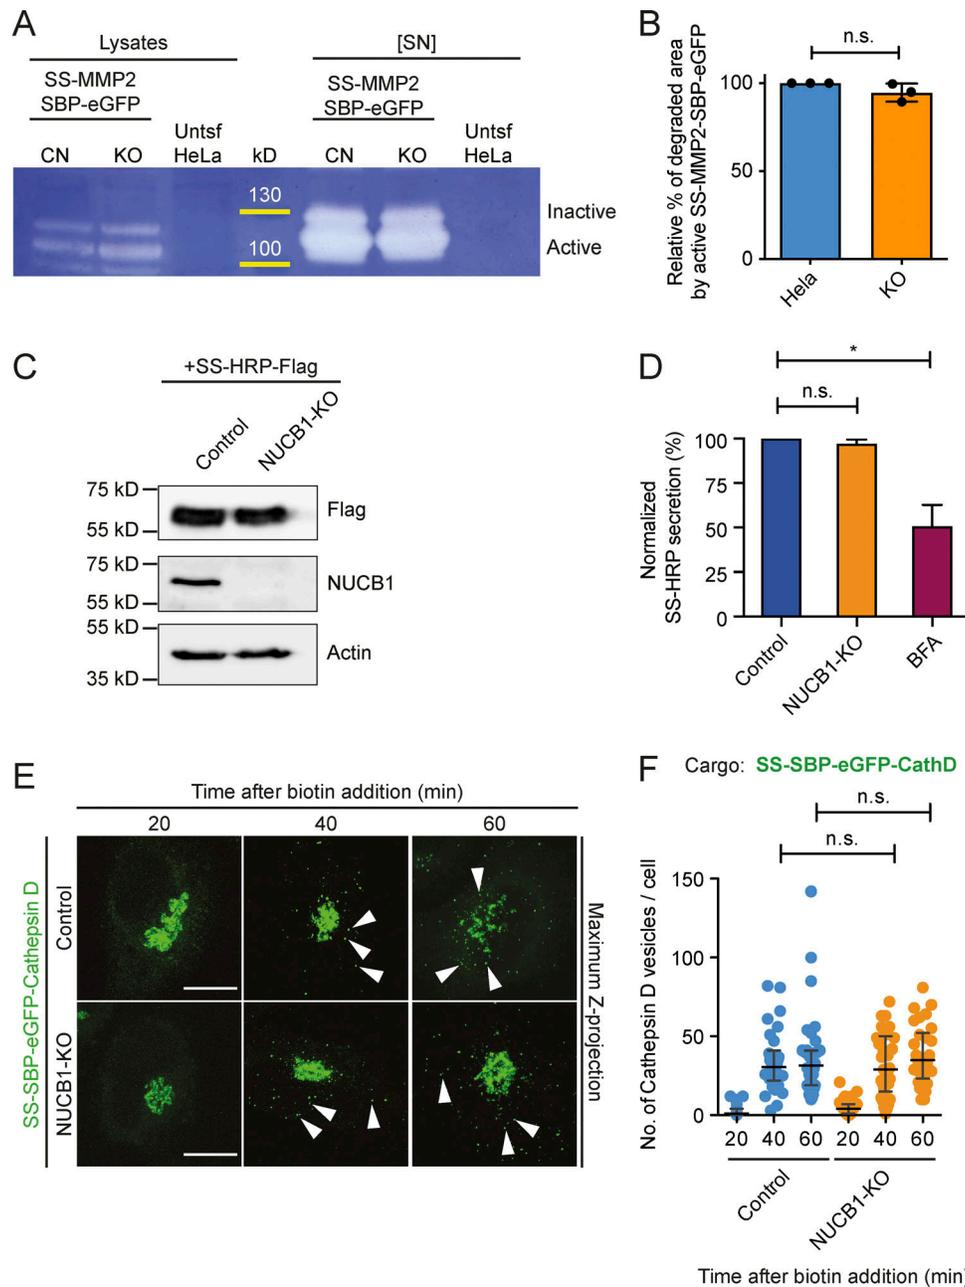 A
Lysates
[SN]
SS-MMP2
SBP-eGFP
SS-MMP2
SBP-eGFP
Untsf
HeLa
Untsf
HeLa
CN
KO
kD
CN
KO
130
100
Inactive
Active
B
n.s.
Relative % of degraded area
by active SS-MMP2-SBP-eGFP
100
50
0
Hela
KO
C
+SS-HRP-Flag
Control
NUCB1-KO
75 kD
55 kD
Flag
75 kD
55 kD
NUCB1
55 kD
35 kD
Actin
D
*
n.s.
Normalized
SS-HRP secretion (%)
100
75
50
25
0
Control
NUCB1-KO
BFA
E
Time after biotin addition (min)
20
40
60
SS-SBP-eGFP-Cathepsin D
Control
NUCB1-KO
Maximum Z-projection
F
Cargo: SS-SBP-eGFP-CathD
n.s.
n.s.
No. of Cathepsin D vesicles / cell
150
100
50
0
20 40 60 20 40 60
Control
NUCB1-KO
Time after biotin addition (min)